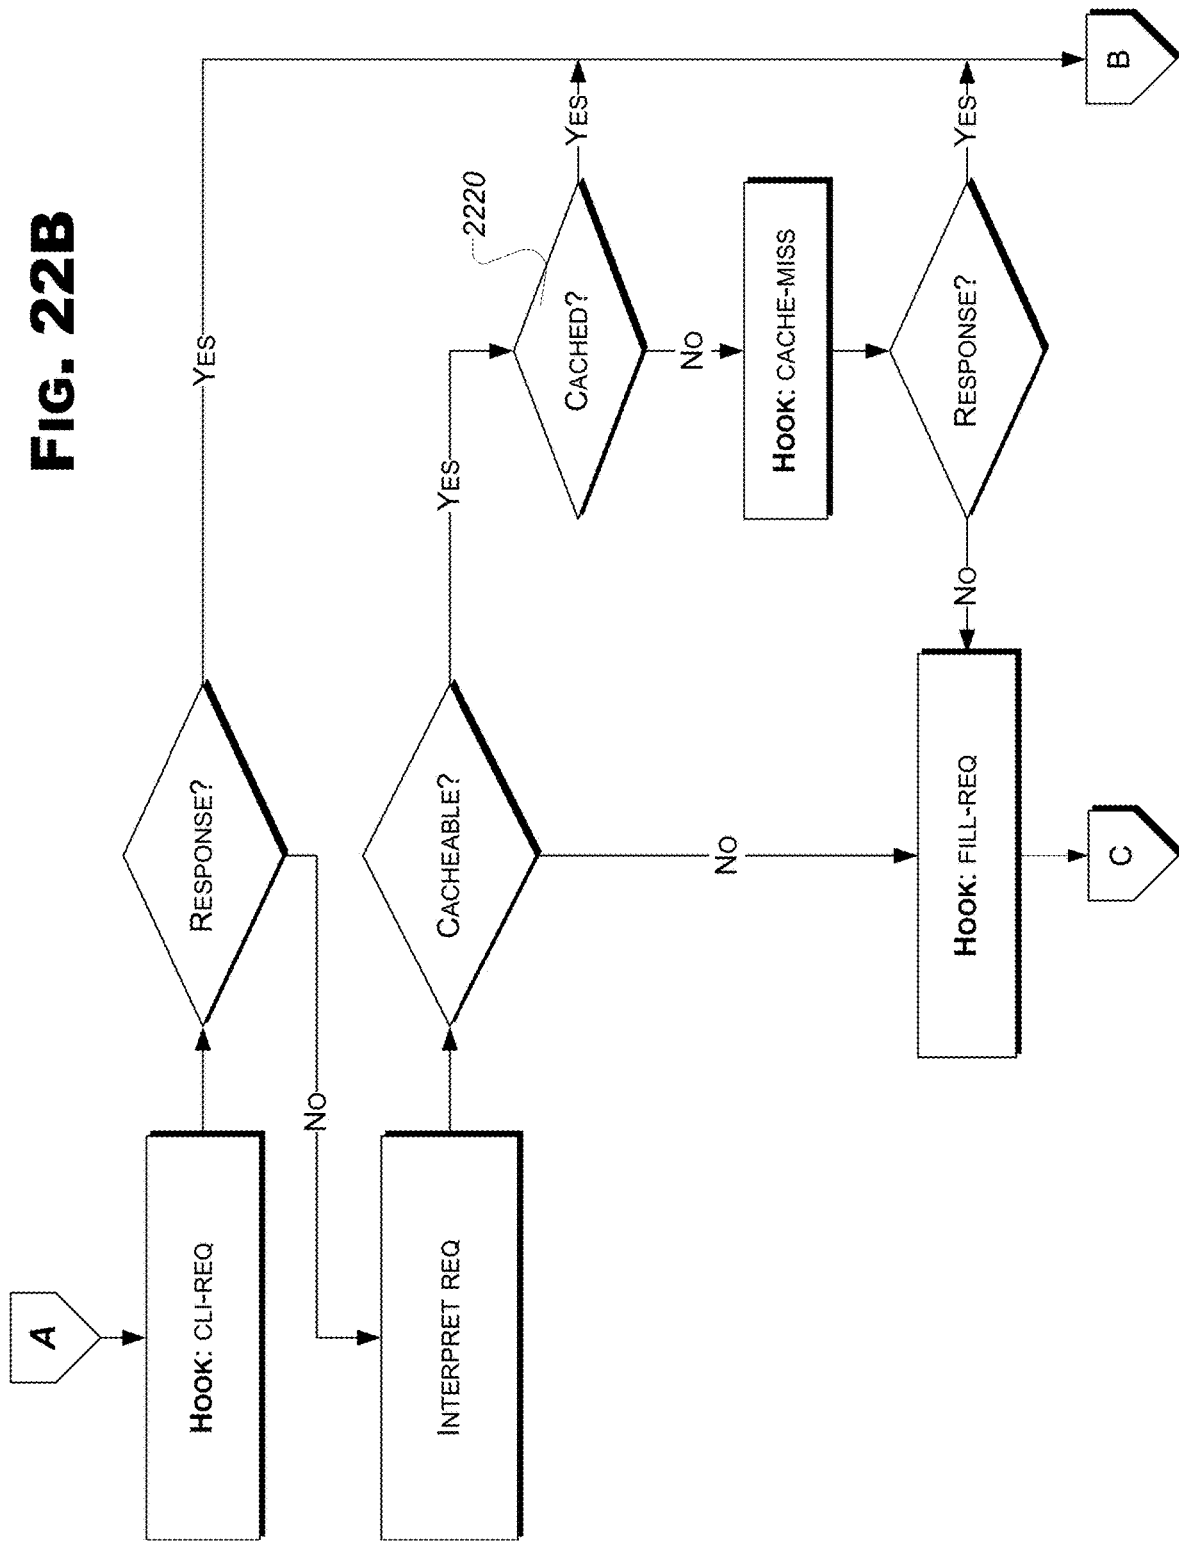 FIG. 22B
A
HOOK: CLI-REQ
RESPONSE?
YES
NO
INTERPRET REQ
CACHEABLE?
YES
2220
CACHED?
YES
NO
HOOK: CACHE-MISS
NO
RESPONSE?
YES
NO
HOOK: FILL-REQ
C
B